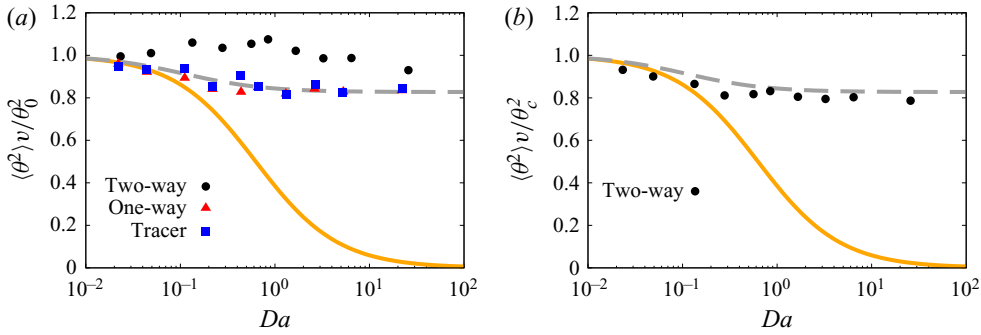 (a)
1.2
1.0
0.8
0.6
0.4
0.2
0
⟨θ²⟩ v/θ₀²
Two-way
One-way
Tracer
10⁻² 10⁻¹ 10⁰ 10¹ 10²
Da
(b)
1.2
1.0
0.8
0.6
0.4
0.2
0
⟨θ²⟩ v/θ_c²
Two-way
10⁻² 10⁻¹ 10⁰ 10¹ 10²
Da